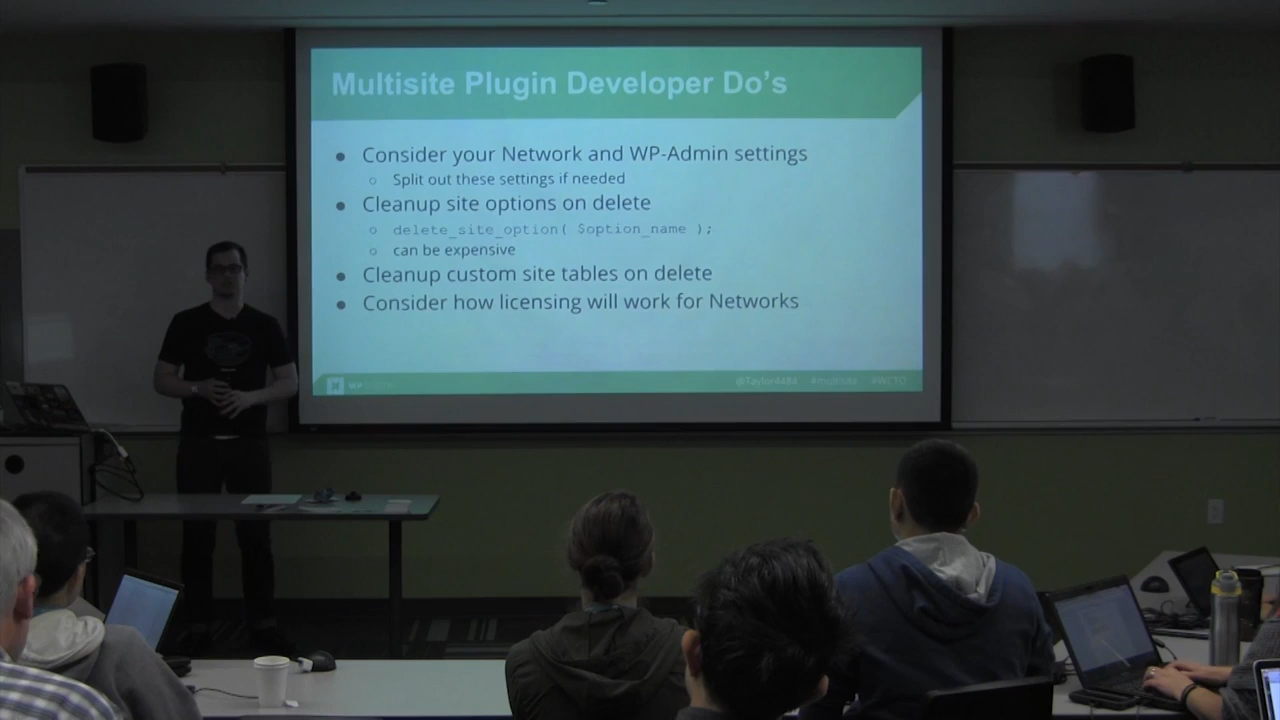 Multisite Plugin Developer Do's
Consider your Network and WP-Admin settings
Split out these settings if needed
Cleanup site options on delete
delete_site_option( $option_name );
can be expensive
Cleanup custom site tables on delete
Consider how licensing will work for Networks
WP
@Taylor4484 #multisite #WCTO